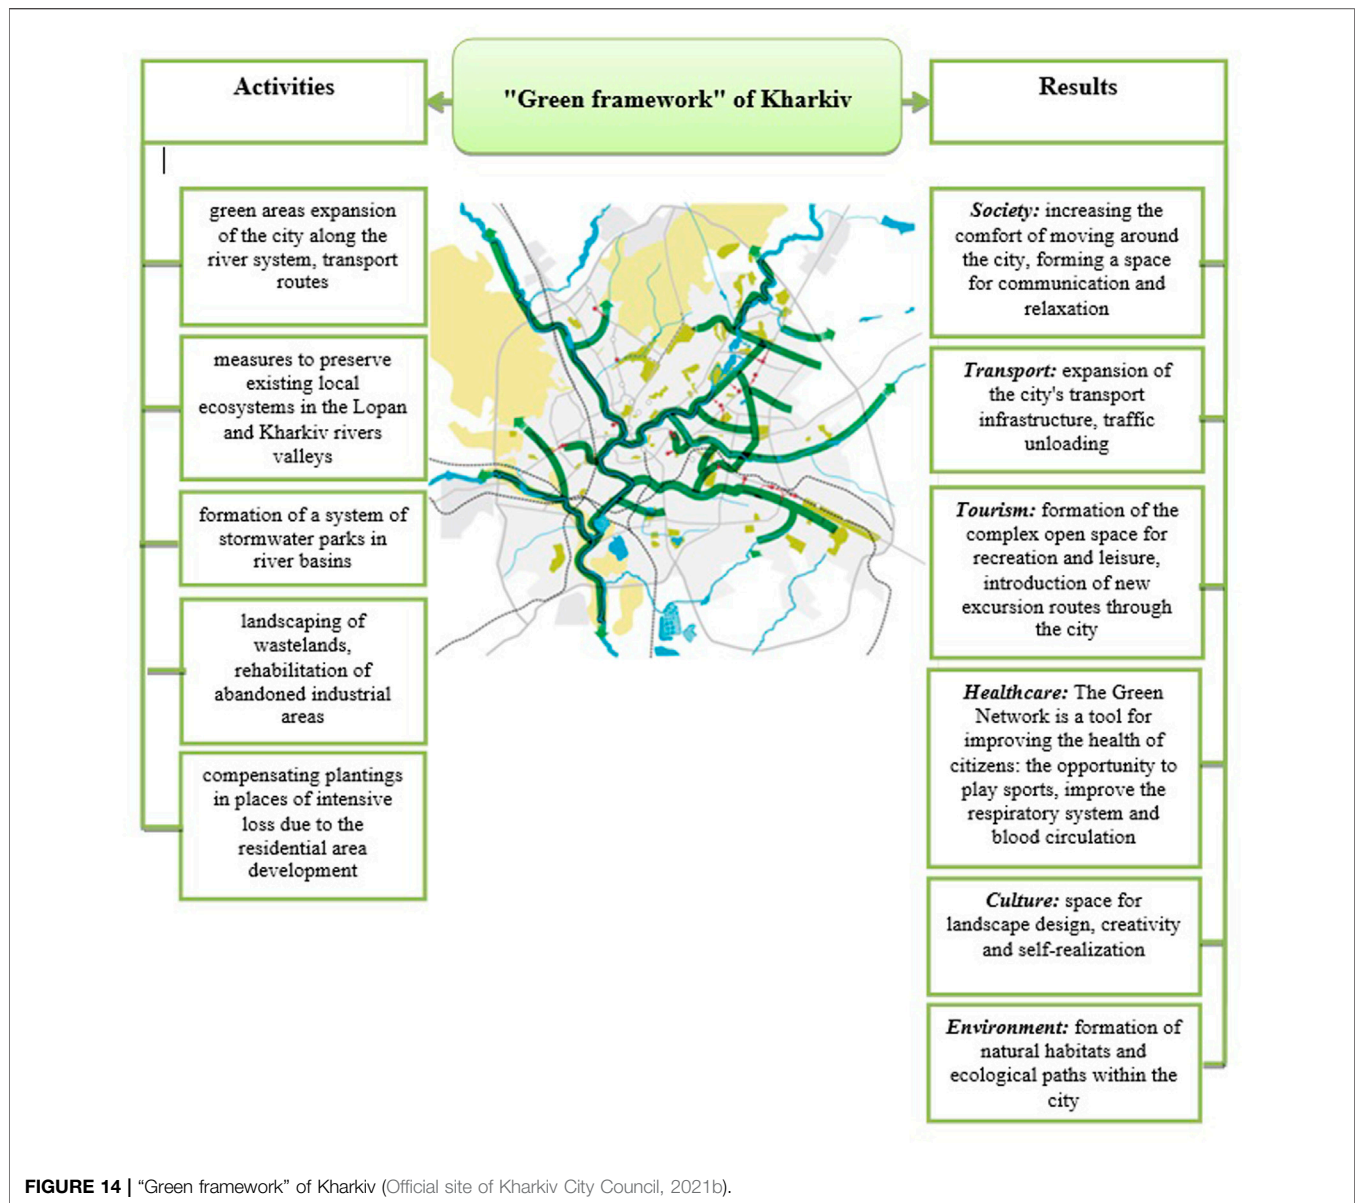 "Green framework" of Kharkiv
Activities
green areas expansion
of the city along the
river system, transport
routes
measures to preserve
existing local
ecosystems in the Lopan
and Kharkiv rivers
valleys
formation of a system of
stormwater parks in
river basins
landscaping of
wastelands,
rehabilitation of
abandoned industrial
areas
compensating plantings
in places of intensive
loss due to the
residential area
development
Results
Society: increasing the
comfort of moving around
the city, forming a space
for communication and
relaxation
Transport: expansion of
the city's transport
infrastructure, traffic
unloading
Tourism: formation of the
complex open space for
recreation and leisure,
introduction of new
excursion routes through
the city
Healthcare: The Green
Network is a tool for
improving the health of
citizens: the opportunity to
play sports, improve the
respiratory system and
blood circulation
Culture: space for
landscape design, creativity
and self-realization
Environment: formation of
natural habitats and
ecological paths within the
city
FIGURE 14 | “Green framework” of Kharkiv (Official site of Kharkiv City Council, 2021b).